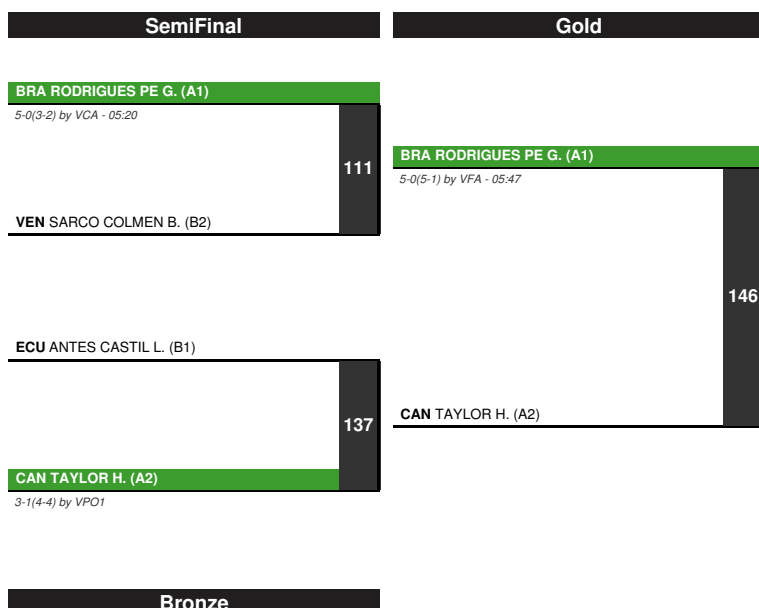 SemiFinal
Gold
BRA RODRIGUES PE G. (A1)
5-0(3-2) by VCA - 05:20
111
VEN SARCO COLMEN B. (B2)
BRA RODRIGUES PE G. (A1)
5-0(5-1) by VFA - 05:47
146
ECU ANTES CASTIL L. (B1)
137
CAN TAYLOR H. (A2)
CAN TAYLOR H. (A2)
3-1(4-4) by VPO1
Bronze